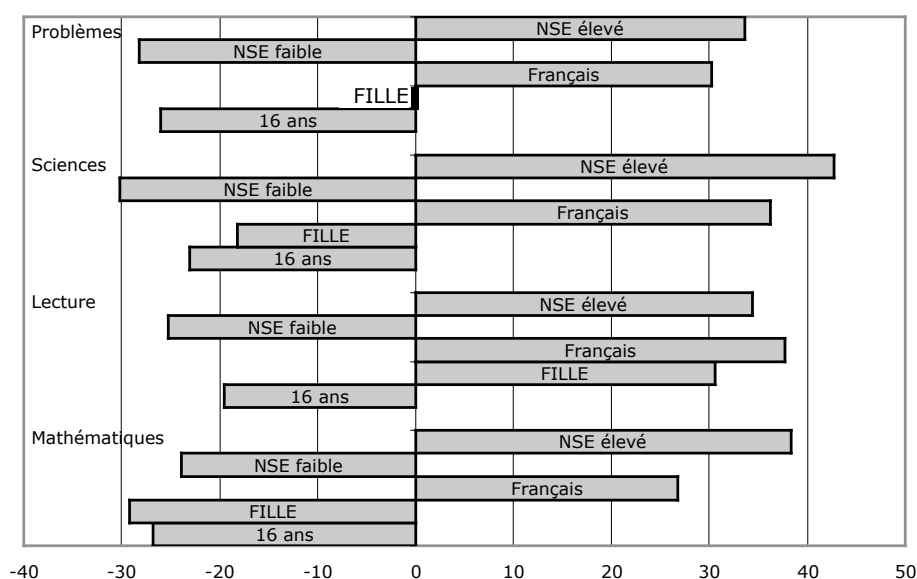 Problèmes
NSE élevé
NSE faible
Français
FILLE
16 ans
Sciences
NSE élevé
NSE faible
Français
FILLE
16 ans
Lecture
NSE élevé
NSE faible
Français
FILLE
16 ans
Mathématiques
NSE élevé
NSE faible
Français
FILLE
16 ans
-40 -30 -20 -10 0 10 20 30 40 50